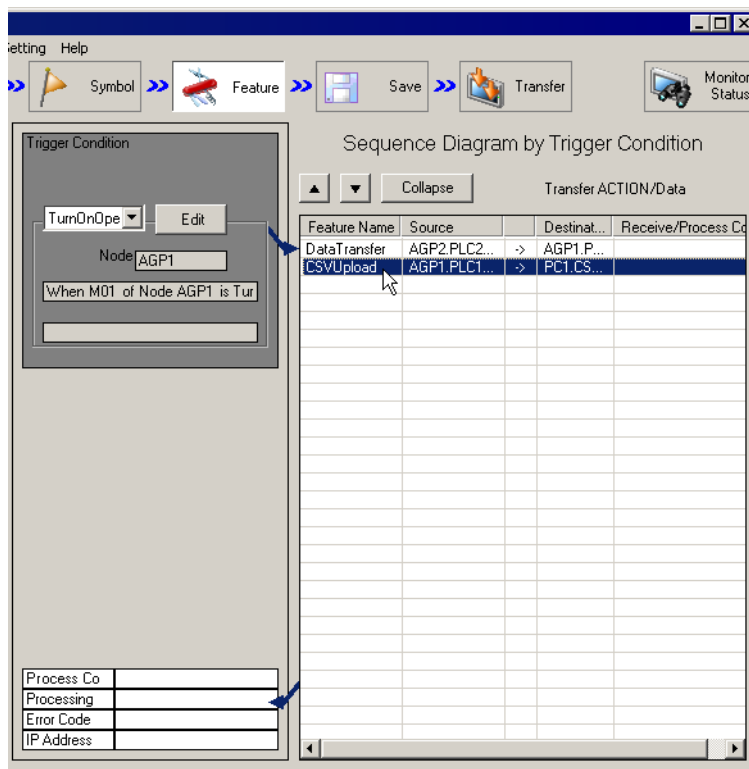 Setting Help
Symbol Feature Save Transfer Monitor Status
Trigger Condition
Sequence Diagram by Trigger Condition
Collapse Transfer ACTION/Data
TurnOnOpe Edit
Node AGP1
When M01 of Node AGP1 is Tur
Feature Name Source Destinat... Receive/Process Co
DataTransfer AGP2.PLC2... -> AGP1.P...
CSVUpload AGP1.PLC1... -> PC1.CS...
Process Co
Processing
Error Code
IP Address